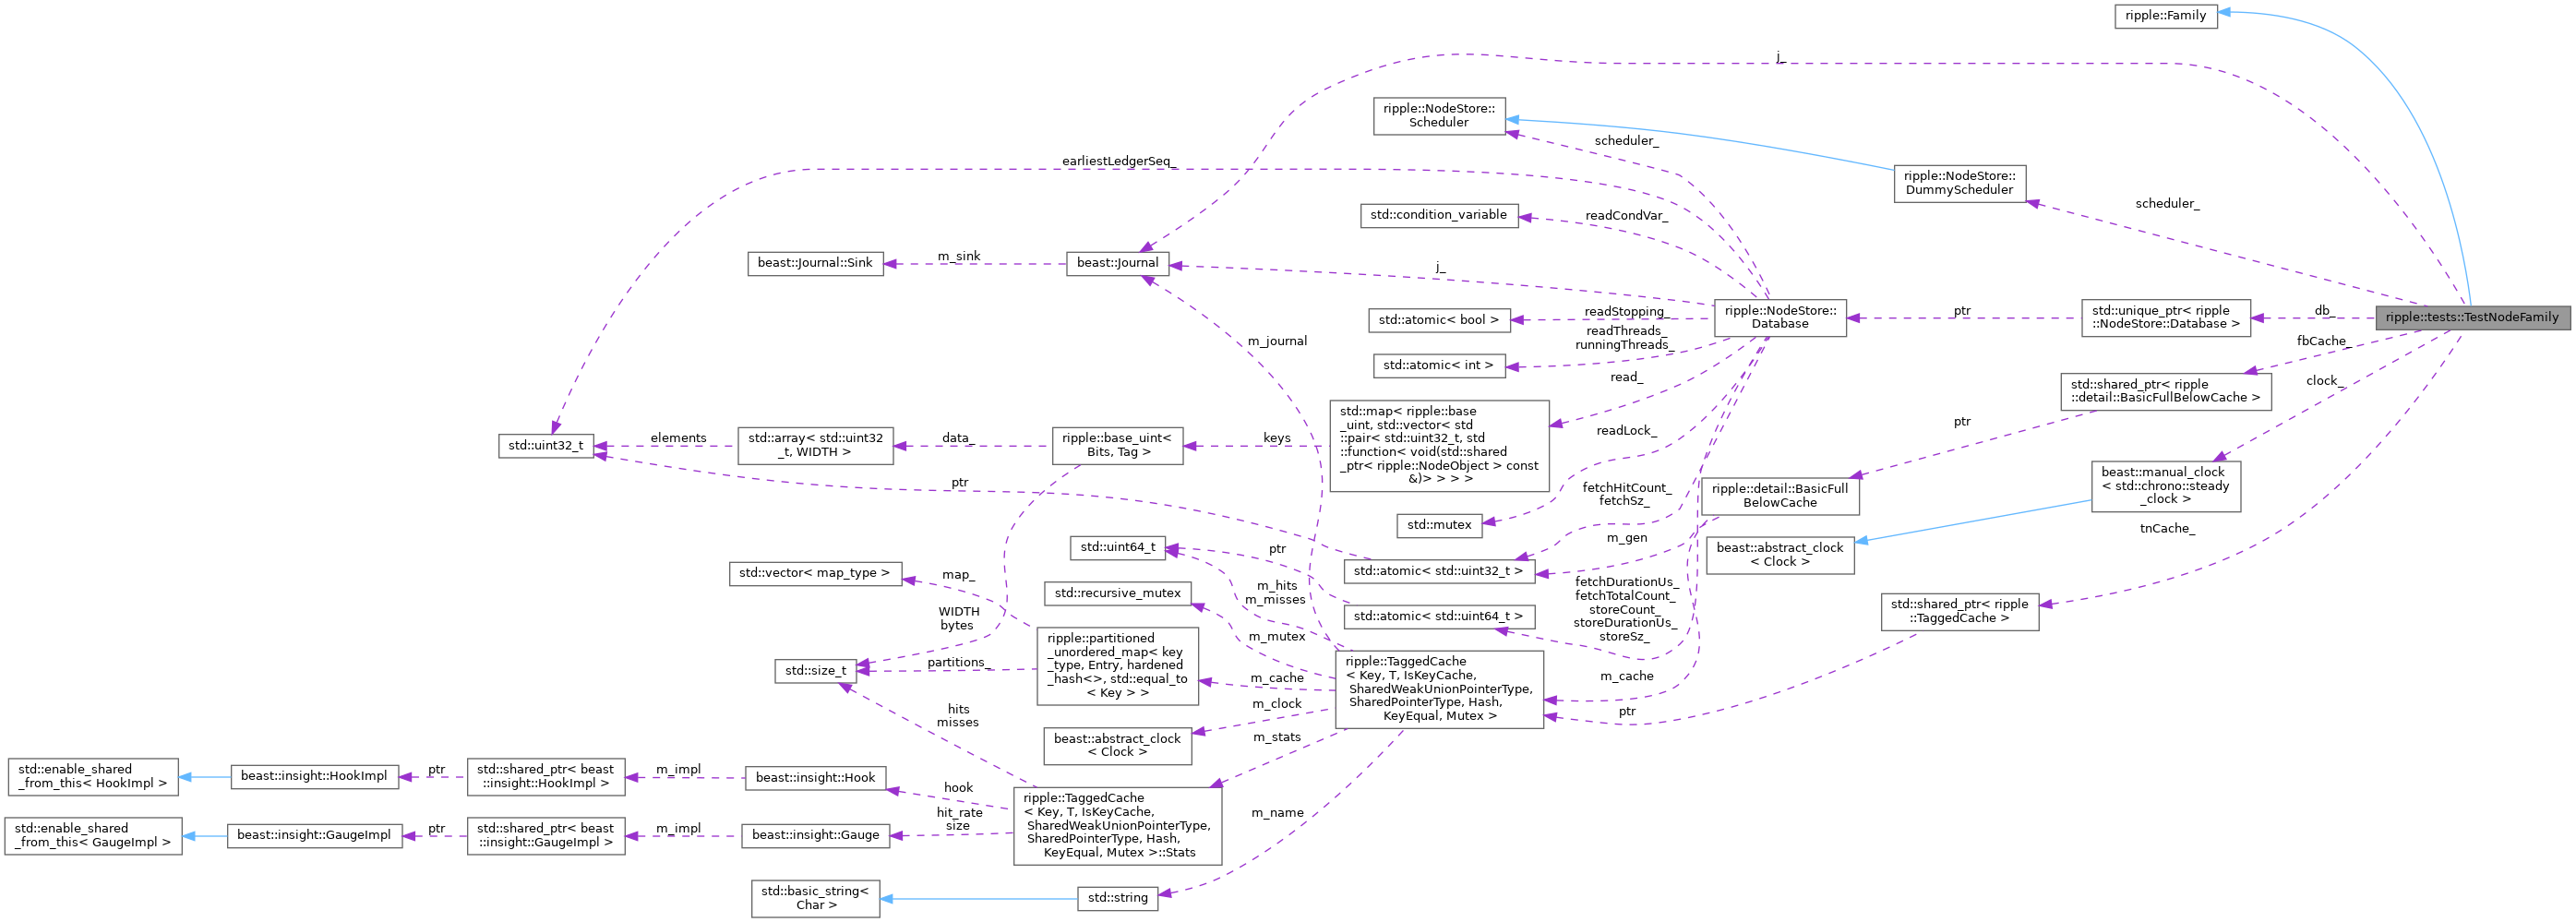 ripple::Family
j_
ripple::NodeStore::
Scheduler
scheduler_
earliestLedgerSeq_
ripple::NodeStore::
DummyScheduler
scheduler_
std::condition_variable
readCondVar_
beast::Journal::Sink
m_sink
beast::Journal
j_
ripple::NodeStore::
Database
ptr
std::unique_ptr< ripple
::NodeStore::Database >
db_
ripple::tests::TestNodeFamily
std::atomic< bool >
readStopping_
readThreads_
runningThreads_
m_journal
fbCache_
std::atomic< int >
read_
clock_
std::shared_ptr< ripple
::detail::BasicFullBelowCache >
std::map< ripple::base
_uint, std::vector< std
::pair< std::uint32_t, std
::function< void(std::shared
_ptr< ripple::NodeObject > const
&)> > > >
readLock_
ptr
std::uint32_t
elements
std::array< std::uint32
_t, WIDTH >
data_
ripple::base_uint<
Bits, Tag >
keys
ptr
fetchHitCount_
fetchSz_
ripple::detail::BasicFull
BelowCache
beast::manual_clock
< std::chrono::steady
_clock >
std::mutex
tnCache_
std::uint64_t
ptr
m_gen
beast::abstract_clock
< Clock >
std::vector< map_type >
map_
std::atomic< std::uint32_t >
std::recursive_mutex
m_hits
m_misses
fetchDurationUs_
fetchTotalCount_
storeCount_
storeDurationUs_
storeSz_
std::atomic< std::uint64_t >
std::shared_ptr< ripple
::TaggedCache >
WIDTH
bytes
m_mutex
ripple::partitioned
_unordered_map< key
_type, Entry, hardened
_hash<>, std::equal_to
< Key > >
std::size_t
partitions_
m_cache
ripple::TaggedCache
< Key, T, IsKeyCache,
SharedWeakUnionPointerType,
SharedPointerType, Hash,
KeyEqual, Mutex >
m_cache
ptr
hits
misses
m_clock
beast::abstract_clock
< Clock >
m_stats
std::enable_shared
_from_this< HookImpl >
beast::insight::HookImpl
ptr
std::shared_ptr< beast
::insight::HookImpl >
m_impl
beast::insight::Hook
hook
hit_rate
size
ripple::TaggedCache
< Key, T, IsKeyCache,
SharedWeakUnionPointerType,
SharedPointerType, Hash,
KeyEqual, Mutex >::Stats
m_name
std::enable_shared
_from_this< GaugeImpl >
beast::insight::GaugeImpl
ptr
std::shared_ptr< beast
::insight::GaugeImpl >
m_impl
beast::insight::Gauge
std::basic_string<
Char >
std::string